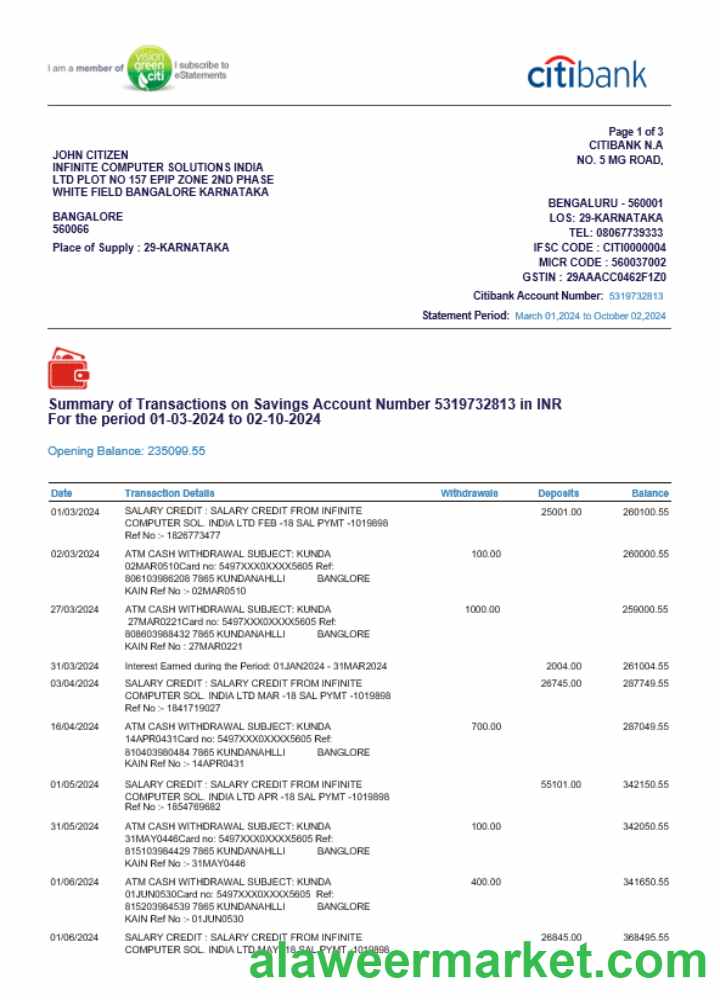 I am a member of
vision
green
citi
I subscribe to
eStatements
citibank
Page 1 of 3
CITIBANK N.A
NO. 5 MG ROAD,
JOHN CITIZEN
INFINITE COMPUTER SOLUTIONS INDIA
LTD PLOT NO 157 EPIP ZONE 2ND PHASE
WHITE FIELD BANGALORE KARNATAKA
BANGALORE
560066
Place of Supply : 29-KARNATAKA
BENGALURU - 560001
LOS: 29-KARNATAKA
TEL: 08067739333
IFSC CODE : CITI0000004
MICR CODE : 560037002
GSTIN : 29AAACC0462F1Z0
Citibank Account Number: 5319732813
Statement Period: March 01,2024 to October 02,2024
Summary of Transactions on Savings Account Number 5319732813 in INR
For the period 01-03-2024 to 02-10-2024
Opening Balance: 235099.55
Date Transaction Details Withdrawals Deposits Balance
01/03/2024 SALARY CREDIT : SALARY CREDIT FROM INFINITE 25001.00 260100.55
COMPUTER SOL. INDIA LTD FEB -18 SAL PYMT -1019898
Ref No :- 1826773477
02/03/2024 ATM CASH WITHDRAWAL SUBJECT: KUNDA 100.00 260000.55
02MAR0510Card no: 5497XXX0XXXX5605 Ref:
806103986208 7865 KUNDANAHLLI BANGLORE
KAIN Ref No :- 02MAR0510
27/03/2024 ATM CASH WITHDRAWAL SUBJECT: KUNDA 1000.00 259000.55
27MAR0221Card no: 5497XXX0XXXX5605 Ref:
808603988432 7865 KUNDANAHLLI BANGLORE
KAIN Ref No : 27MAR0221
31/03/2024 Interest Earned during the Period: 01JAN2024 - 31MAR2024 2004.00 261004.55
03/04/2024 SALARY CREDIT : SALARY CREDIT FROM INFINITE 26745.00 287749.55
COMPUTER SOL. INDIA LTD MAR -18 SAL PYMT -1019898
Ref No :- 1841719027
16/04/2024 ATM CASH WITHDRAWAL SUBJECT: KUNDA 700.00 287049.55
14APR0431Card no: 5497XXX0XXXX5605 Ref:
810403980484 7865 KUNDANAHLLI BANGLORE
KAIN Ref No :- 14APR0431
01/05/2024 SALARY CREDIT : SALARY CREDIT FROM INFINITE 55101.00 342150.55
COMPUTER SOL. INDIA LTD APR -18 SAL PYMT -1019898
Ref No :- 1854769682
31/05/2024 ATM CASH WITHDRAWAL SUBJECT: KUNDA 100.00 342050.55
31MAY0446Card no: 5497XXX0XXXX5605 Ref:
815103984429 7865 KUNDANAHLLI BANGLORE
KAIN Ref No :- 31MAY0446
01/06/2024 ATM CASH WITHDRAWAL SUBJECT: KUNDA 400.00 341650.55
01JUN0530Card no: 5497XXX0XXXX5605 Ref:
815203984539 7865 KUNDANAHLLI BANGLORE
KAIN Ref No :- 01JUN0530
01/06/2024 SALARY CREDIT : SALARY CREDIT FROM INFINITE 26845.00 368495.55
COMPUTER SOL. INDIA LTD MAY -18 SAL PYMT -1019898
alaweermarket.com